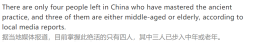 There are only four people left in China who have mastered the ancient
practice, and three of them are either middle-aged or elderly, according to
local media reports.
据当地媒体报道，目前掌握此绝活的只有四人，其中三人已步入中年或老年。